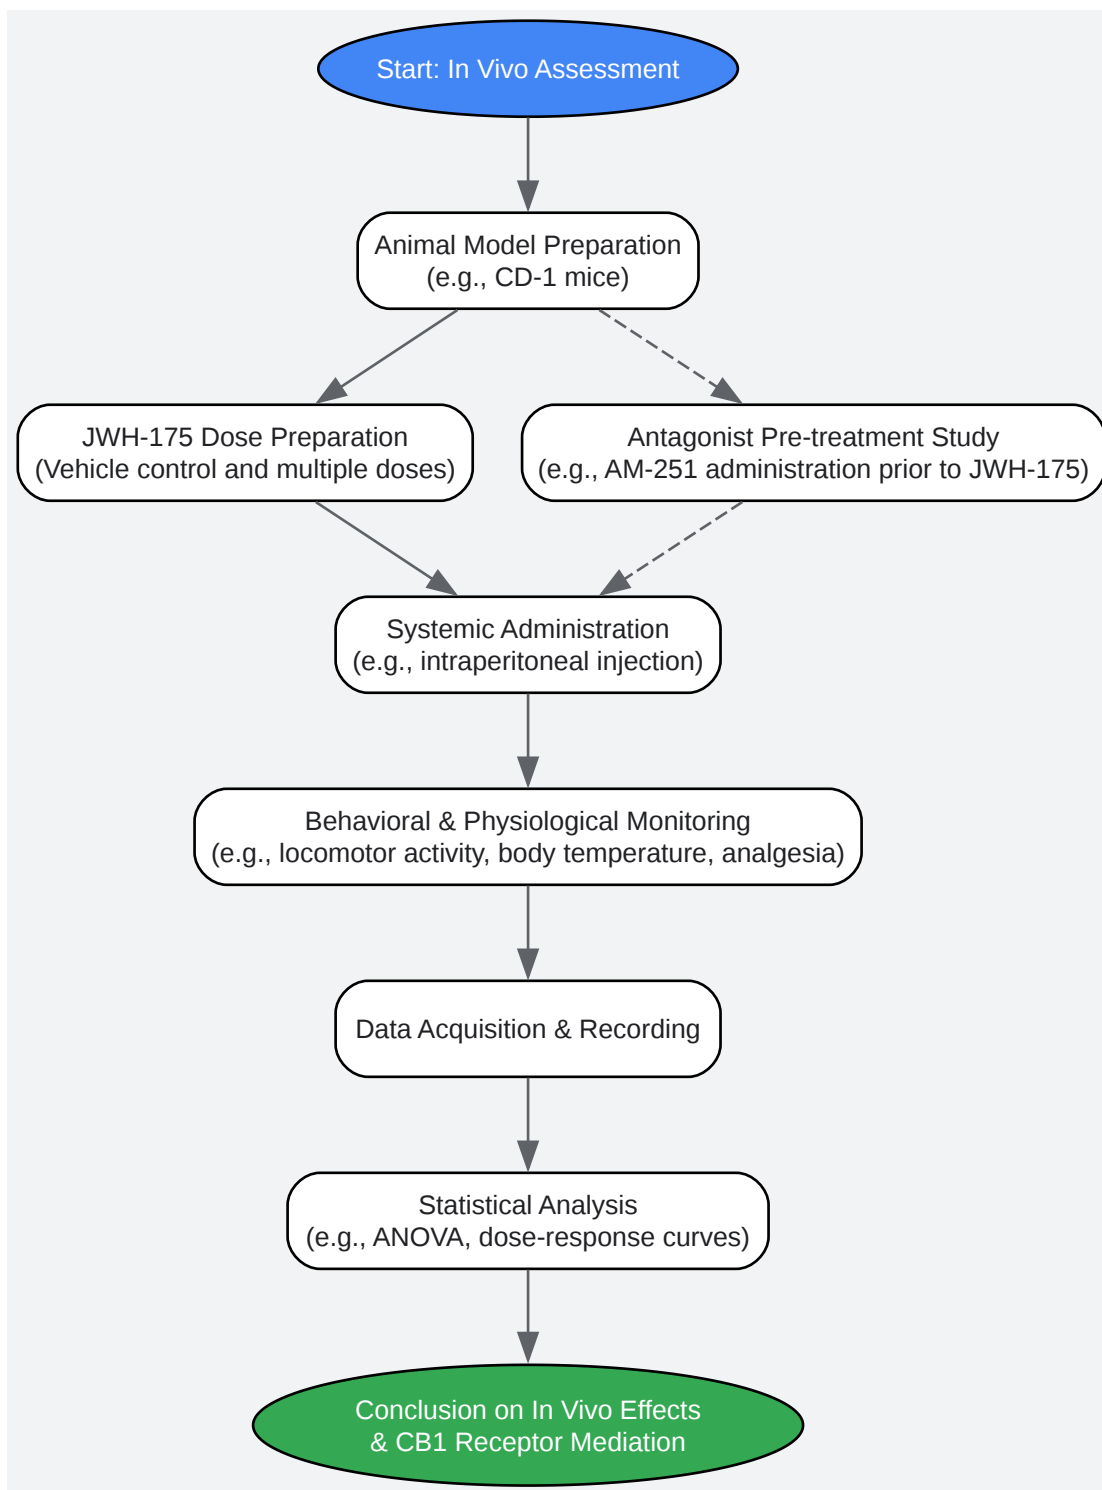 Start: In Vivo Assessment
Animal Model Preparation
(e.g., CD-1 mice)
JWH-175 Dose Preparation
(Vehicle control and multiple doses)
Antagonist Pre-treatment Study
(e.g., AM-251 administration prior to JWH-175)
Systemic Administration
(e.g., intraperitoneal injection)
Behavioral & Physiological Monitoring
(e.g., locomotor activity, body temperature, analgesia)
Data Acquisition & Recording
Statistical Analysis
(e.g., ANOVA, dose-response curves)
Conclusion on In Vivo Effects
& CB1 Receptor Mediation